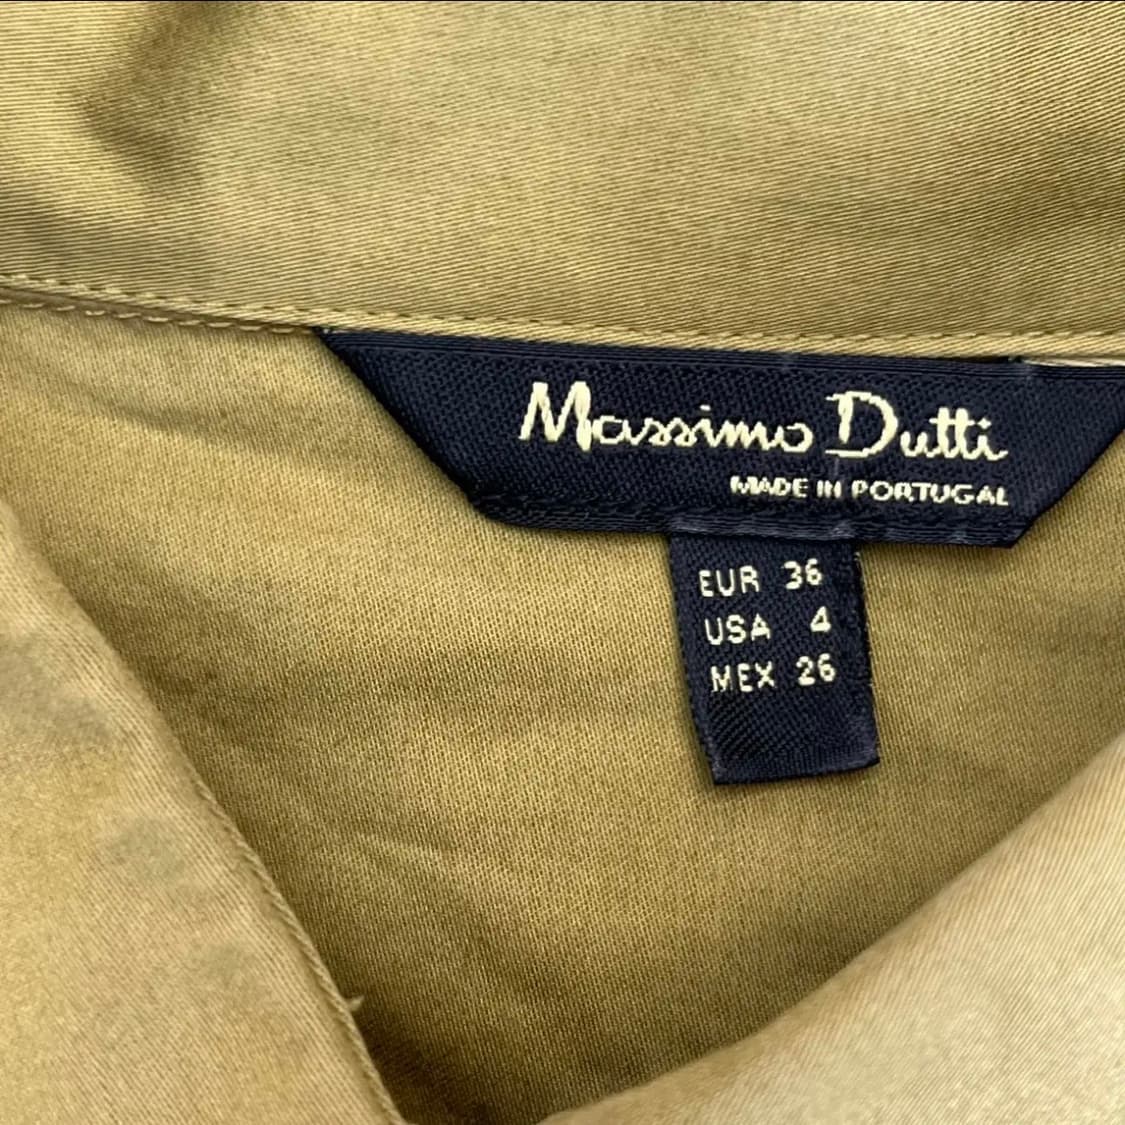 Massimo Dutti
MADE IN PORTUGAL
EUR 36
USA 4
MEX 26